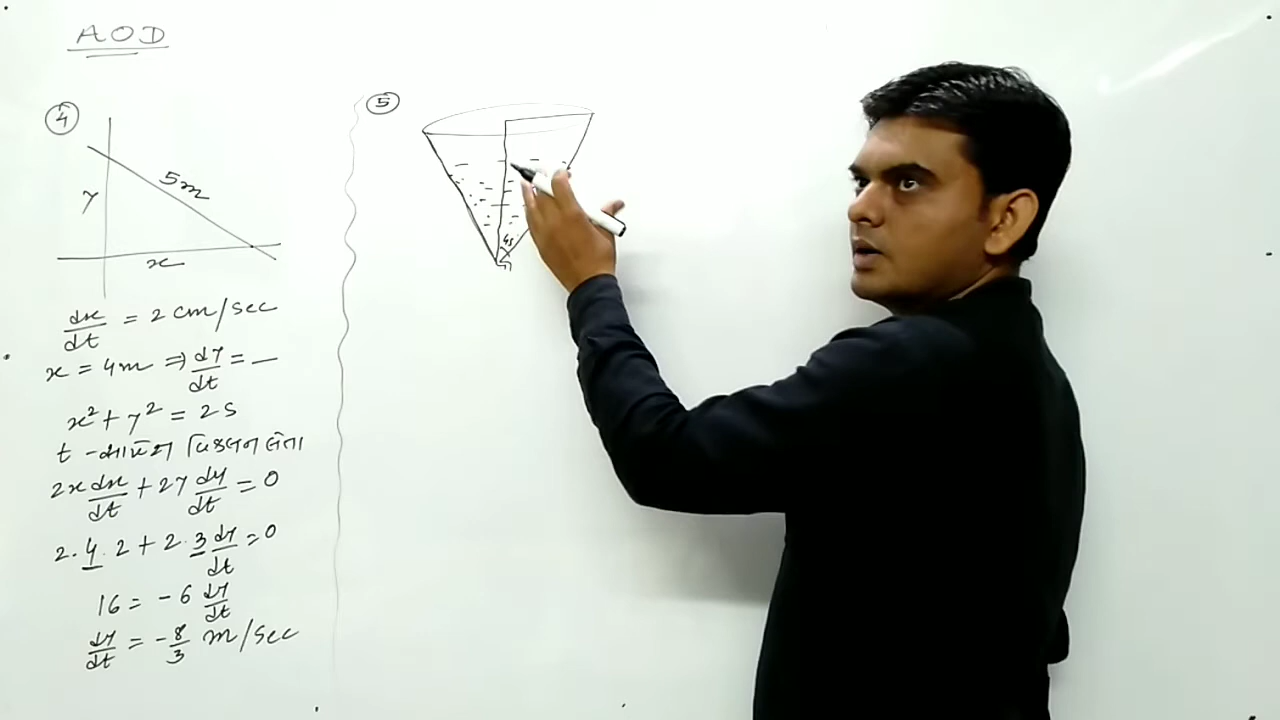 AOD
4
5m
y
x
dx/dt = 2 cm/sec
x = 4m ⇒ dy/dt = —
x² + y² = 25
t -સાપેક્ષ વિકલન લેતા
2x dx/dt + 2y dy/dt = 0
2·4·2 + 2·3 dy/dt = 0
16 = -6 dy/dt
dy/dt = -8/3 m/sec
5
45